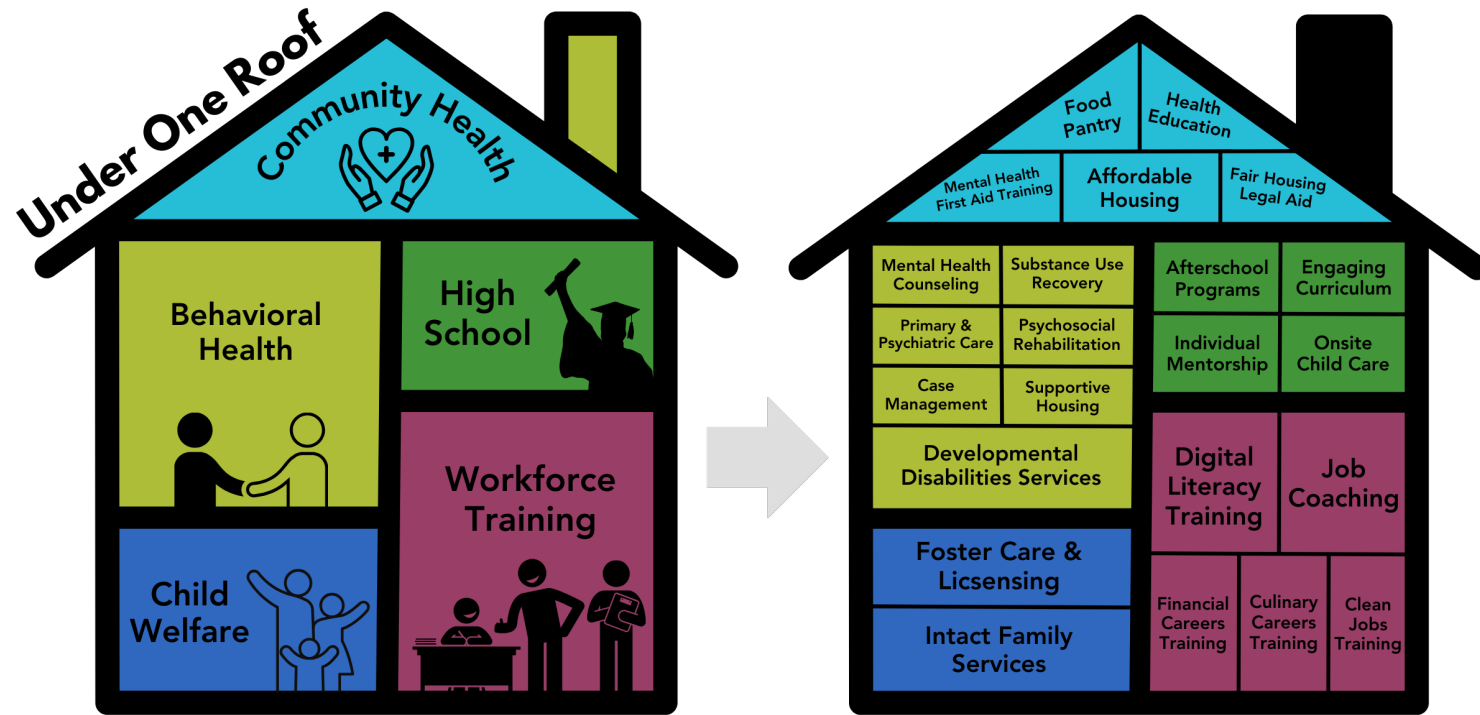 Under One Roof
Community Health
Behavioral
Health
High
School
Workforce
Training
Child
Welfare
Food
Pantry
Health
Education
Mental Health
First Aid Training
Affordable
Housing
Fair Housing
Legal Aid
Mental Health
Counseling
Substance Use
Recovery
Primary &
Psychiatric Care
Psychosocial
Rehabilitation
Case
Management
Supportive
Housing
Developmental
Disabilities Services
Afterschool
Programs
Engaging
Curriculum
Individual
Mentorship
Onsite
Child Care
Foster Care &
Licsensing
Intact Family
Services
Digital
Literacy
Training
Job
Coaching
Financial
Careers
Training
Culinary
Careers
Training
Clean
Jobs
Training